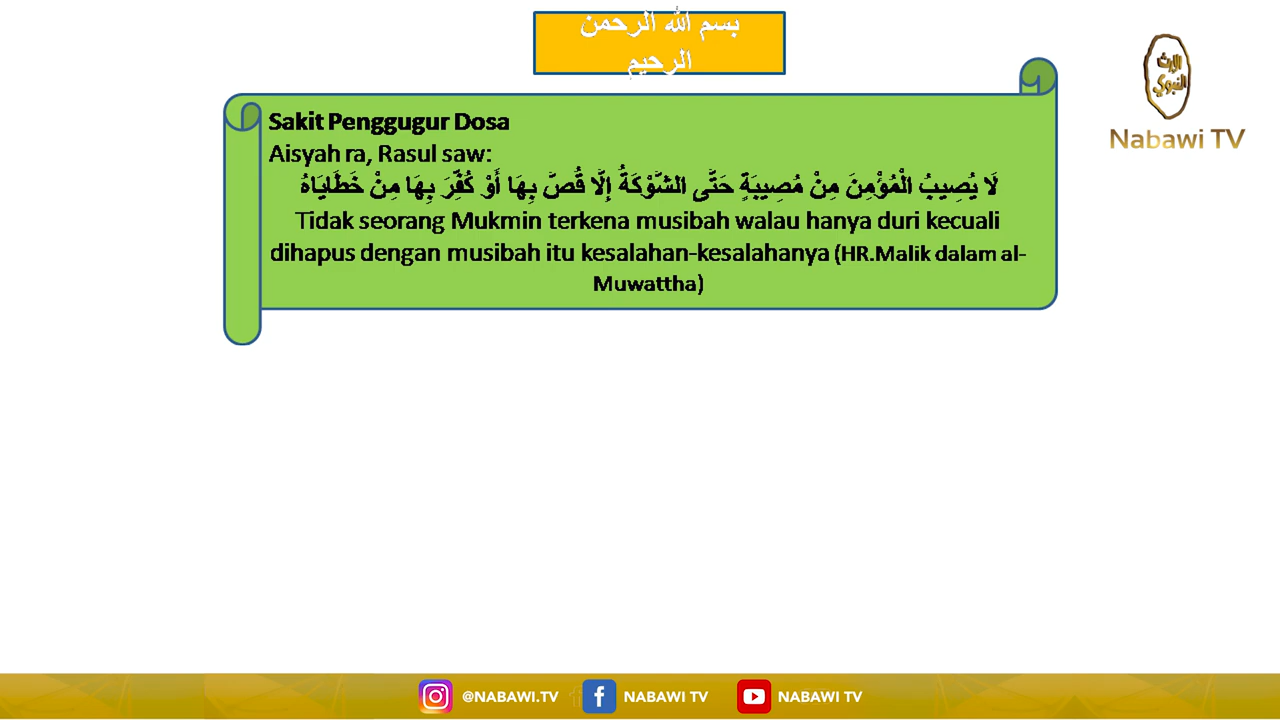 بسم الله الرحمن
الرحيم
الإرث
النبوي
Nabawi TV
Sakit Penggugur Dosa
Aisyah ra, Rasul saw:
لَا يُصِيبُ الْمُؤْمِنَ مِنْ مُصِيبَةٍ حَتَّى الشَّوْكَةُ إِلَّا قُصَّ بِهَا أَوْ كُفِّرَ بِهَا مِنْ خَطَايَاهُ
Tidak seorang Mukmin terkena musibah walau hanya duri kecuali
dihapus dengan musibah itu kesalahan-kesalahanya (HR.Malik dalam al-
Muwattha)
@NABAWI.TV NABAWI TV NABAWI TV